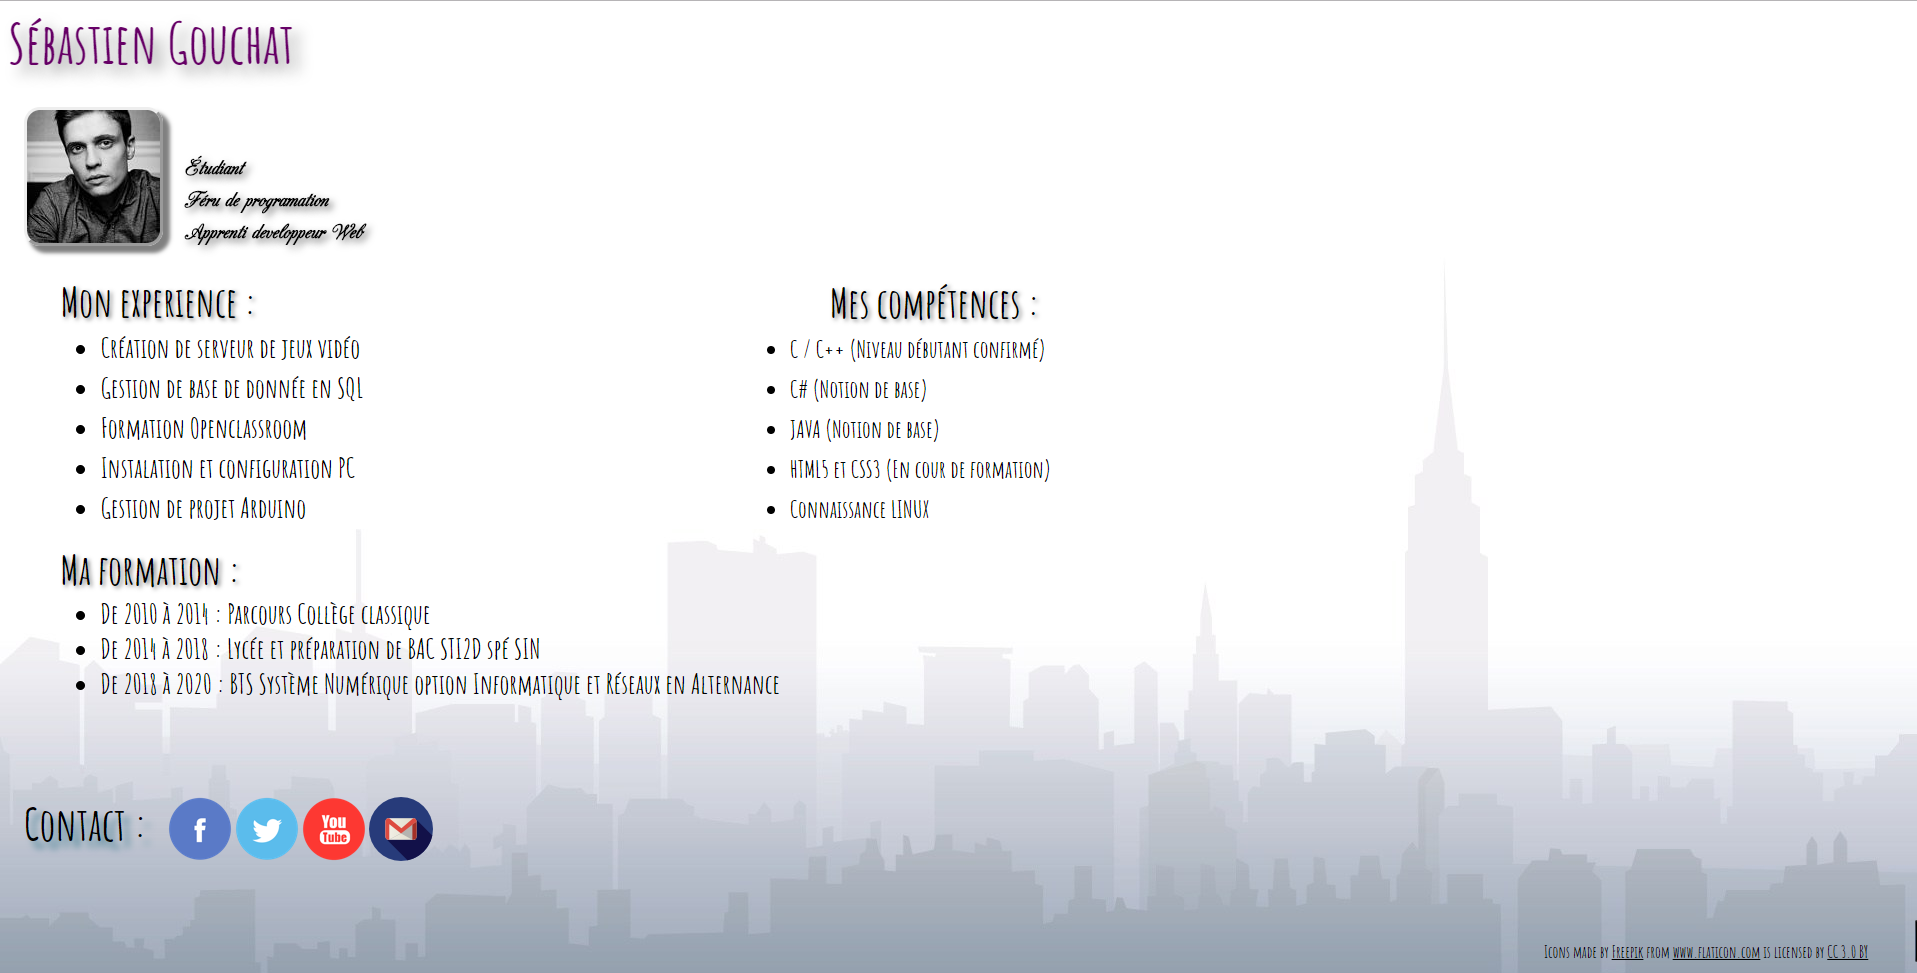 Sébastien Gouchat
Étudiant
Féru de programation
Apprenti developpeur Web
Mon experience :
Création de serveur de jeux vidéo
Gestion de base de donnée en SQL
Formation Openclassroom
Instalation et configuration PC
Gestion de projet Arduino
Mes compétences :
C / C++ (Niveau débutant confirmé)
C# (Notion de base)
JAVA (Notion de base)
HTML5 et CSS3 (En cour de formation)
Connaissance LINUX
Ma formation :
De 2010 à 2014 : Parcours Collège classique
De 2014 à 2018 : Lycée et préparation de BAC STI2D spé SIN
De 2018 à 2020 : BTS Système Numérique option Informatique et Réseaux en Alternance
Contact :
f
You
Tube
M
Icons made by Freepik from www.flaticon.com is licensed by CC 3.0 BY